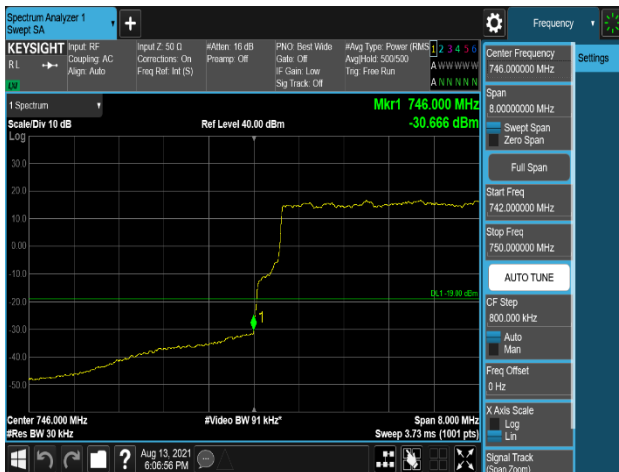 Spectrum Analyzer 1
Swept SA
+
Frequency
KEYSIGHT
Input: RF
Input Z: 50 Ω
#Atten: 16 dB
PNO: Best Wide
#Avg Type: Power (RMS
1 2 3 4 5 6
R L
Coupling: AC
Corrections: On
Preamp: Off
Gate: Off
Avg|Hold: 500/500
A W W W W W
Align: Auto
Freq Ref: Int (S)
IF Gain: Low
Trig: Free Run
Sig Track: Off
A N N N N N
1 Spectrum
Mkr1 746.000 MHz
Scale/Div 10 dB
Ref Level 40.00 dBm
-30.666 dBm
Log
30.0
20.0
10.0
0.00
-10.0
DL1 -19.00 dBm
-20.0
1
-30.0
-40.0
-50.0
Center 746.000 MHz
#Video BW 91 kHz*
Span 8.000 MHz
#Res BW 30 kHz
Sweep 3.73 ms (1001 pts)
?
Aug 13, 2021
6:06:56 PM
Center Frequency
746.000000 MHz
Span
8.00000000 MHz
Swept Span
Zero Span
Full Span
Start Freq
742.000000 MHz
Stop Freq
750.000000 MHz
AUTO TUNE
CF Step
800.000 kHz
Auto
Man
Freq Offset
0 Hz
X Axis Scale
Log
Lin
Signal Track
(Span Zoom)
Settings